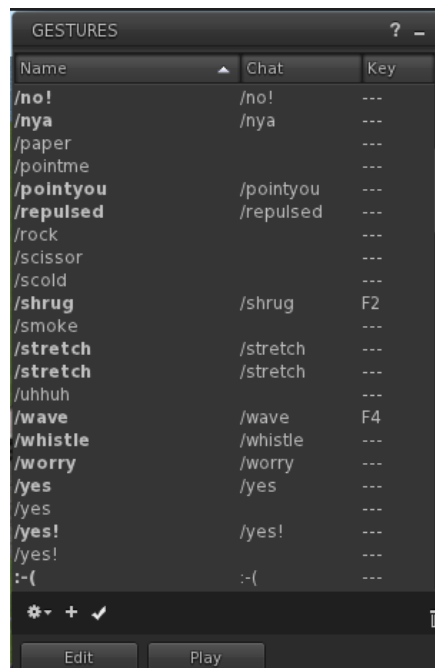 GESTURES ? –
Name Chat Key
/no! /no! ---
/nya /nya ---
/paper ---
/pointme ---
/pointyou /pointyou ---
/repulsed /repulsed ---
/rock ---
/scissor ---
/scold ---
/shrug /shrug F2
/smoke ---
/stretch /stretch ---
/stretch /stretch ---
/uhhuh ---
/wave /wave F4
/whistle /whistle ---
/worry /worry ---
/yes /yes ---
/yes ---
/yes! /yes! ---
/yes! ---
:-( :-( ---
Edit Play